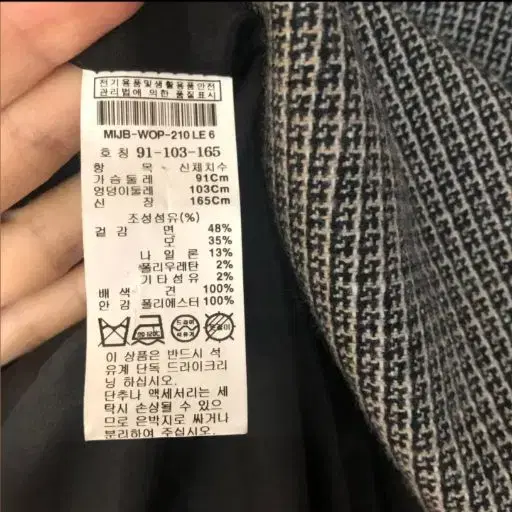 전기용품및생활용품안전
관리법에 의한 품질표시
MIJB-WOP-210 LE 6
호 칭 91-103-165
항 목 · 신체치수
가슴둘레 91Cm
엉덩이둘레 103Cm
신 장 165Cm
조성섬유(%)
겉 감 면 48%
모 35%
나 일 론 13%
폴리우레탄 2%
기타섬유 2%
배 색 견 100%
안 감 폴리에스터 100%
120℃
드라이
석유계
이 상품은 반드시 석
유계 단독 드라이크리
닝 하십시오.
단추나 액세서리는 세
탁시 손상될 수 있으
므로 은박지로 싸거나
분리하여 주십시오.